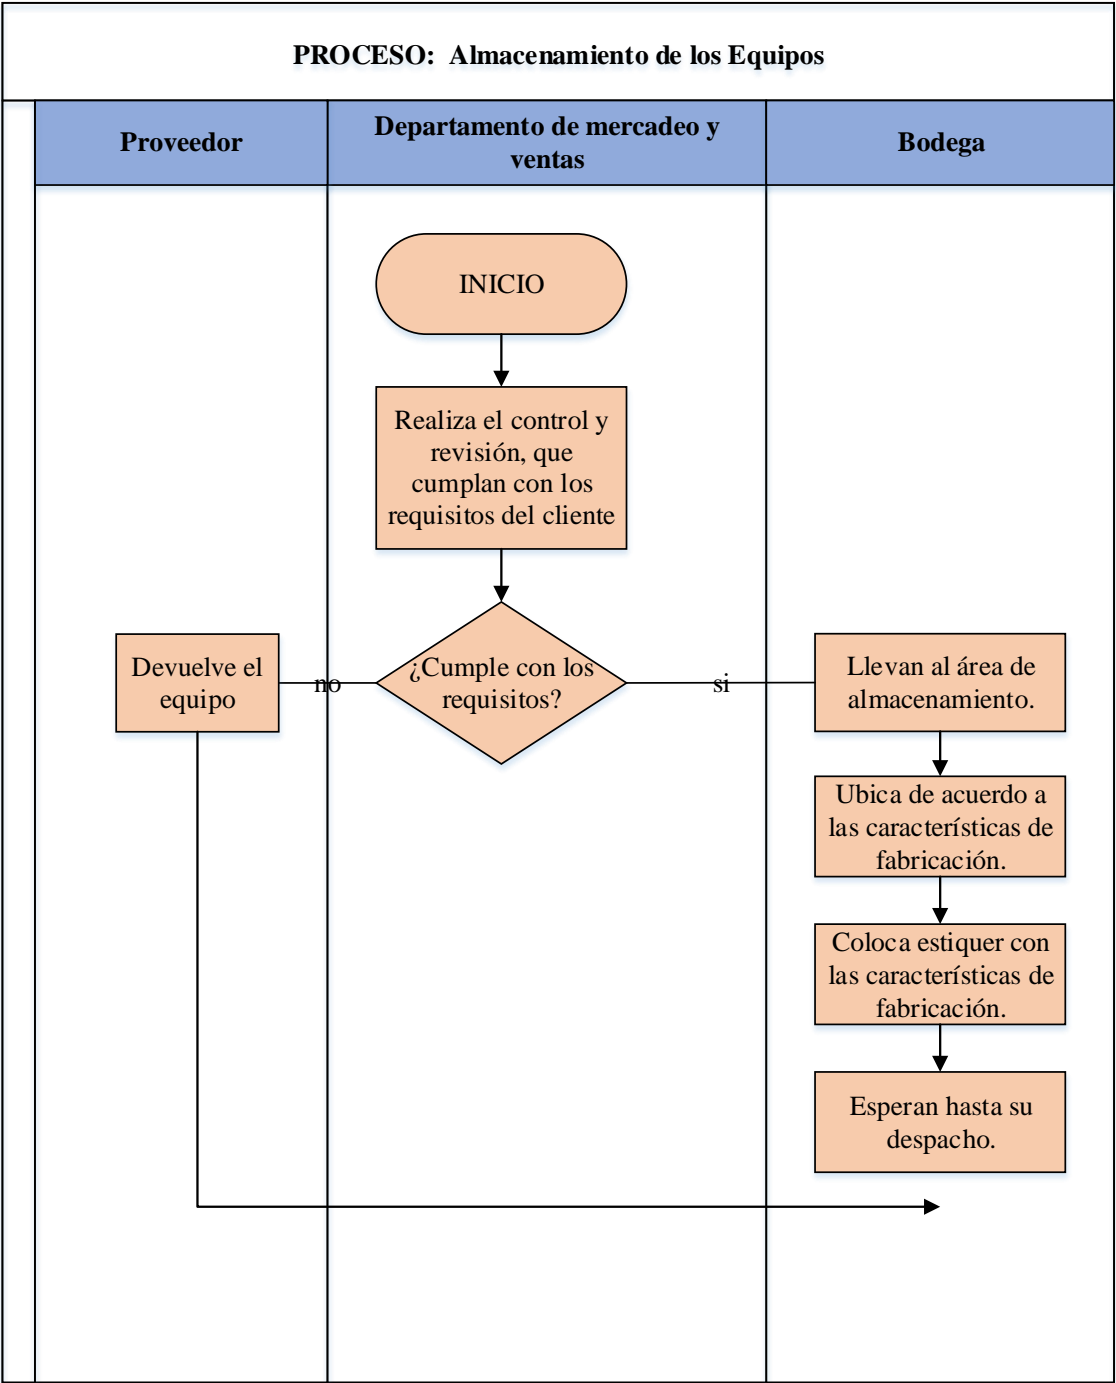 PROCESO: Almacenamiento de los Equipos
Proveedor
Departamento de mercadeo y
ventas
Bodega
INICIO
Realiza el control y
revisión, que
cumplan con los
requisitos del cliente
Devuelve el
equipo
no
¿Cumple con los
requisitos?
si
Llevan al área de
almacenamiento.
Ubica de acuerdo a
las características de
fabricación.
Coloca estiquer con
las características de
fabricación.
Esperan hasta su
despacho.